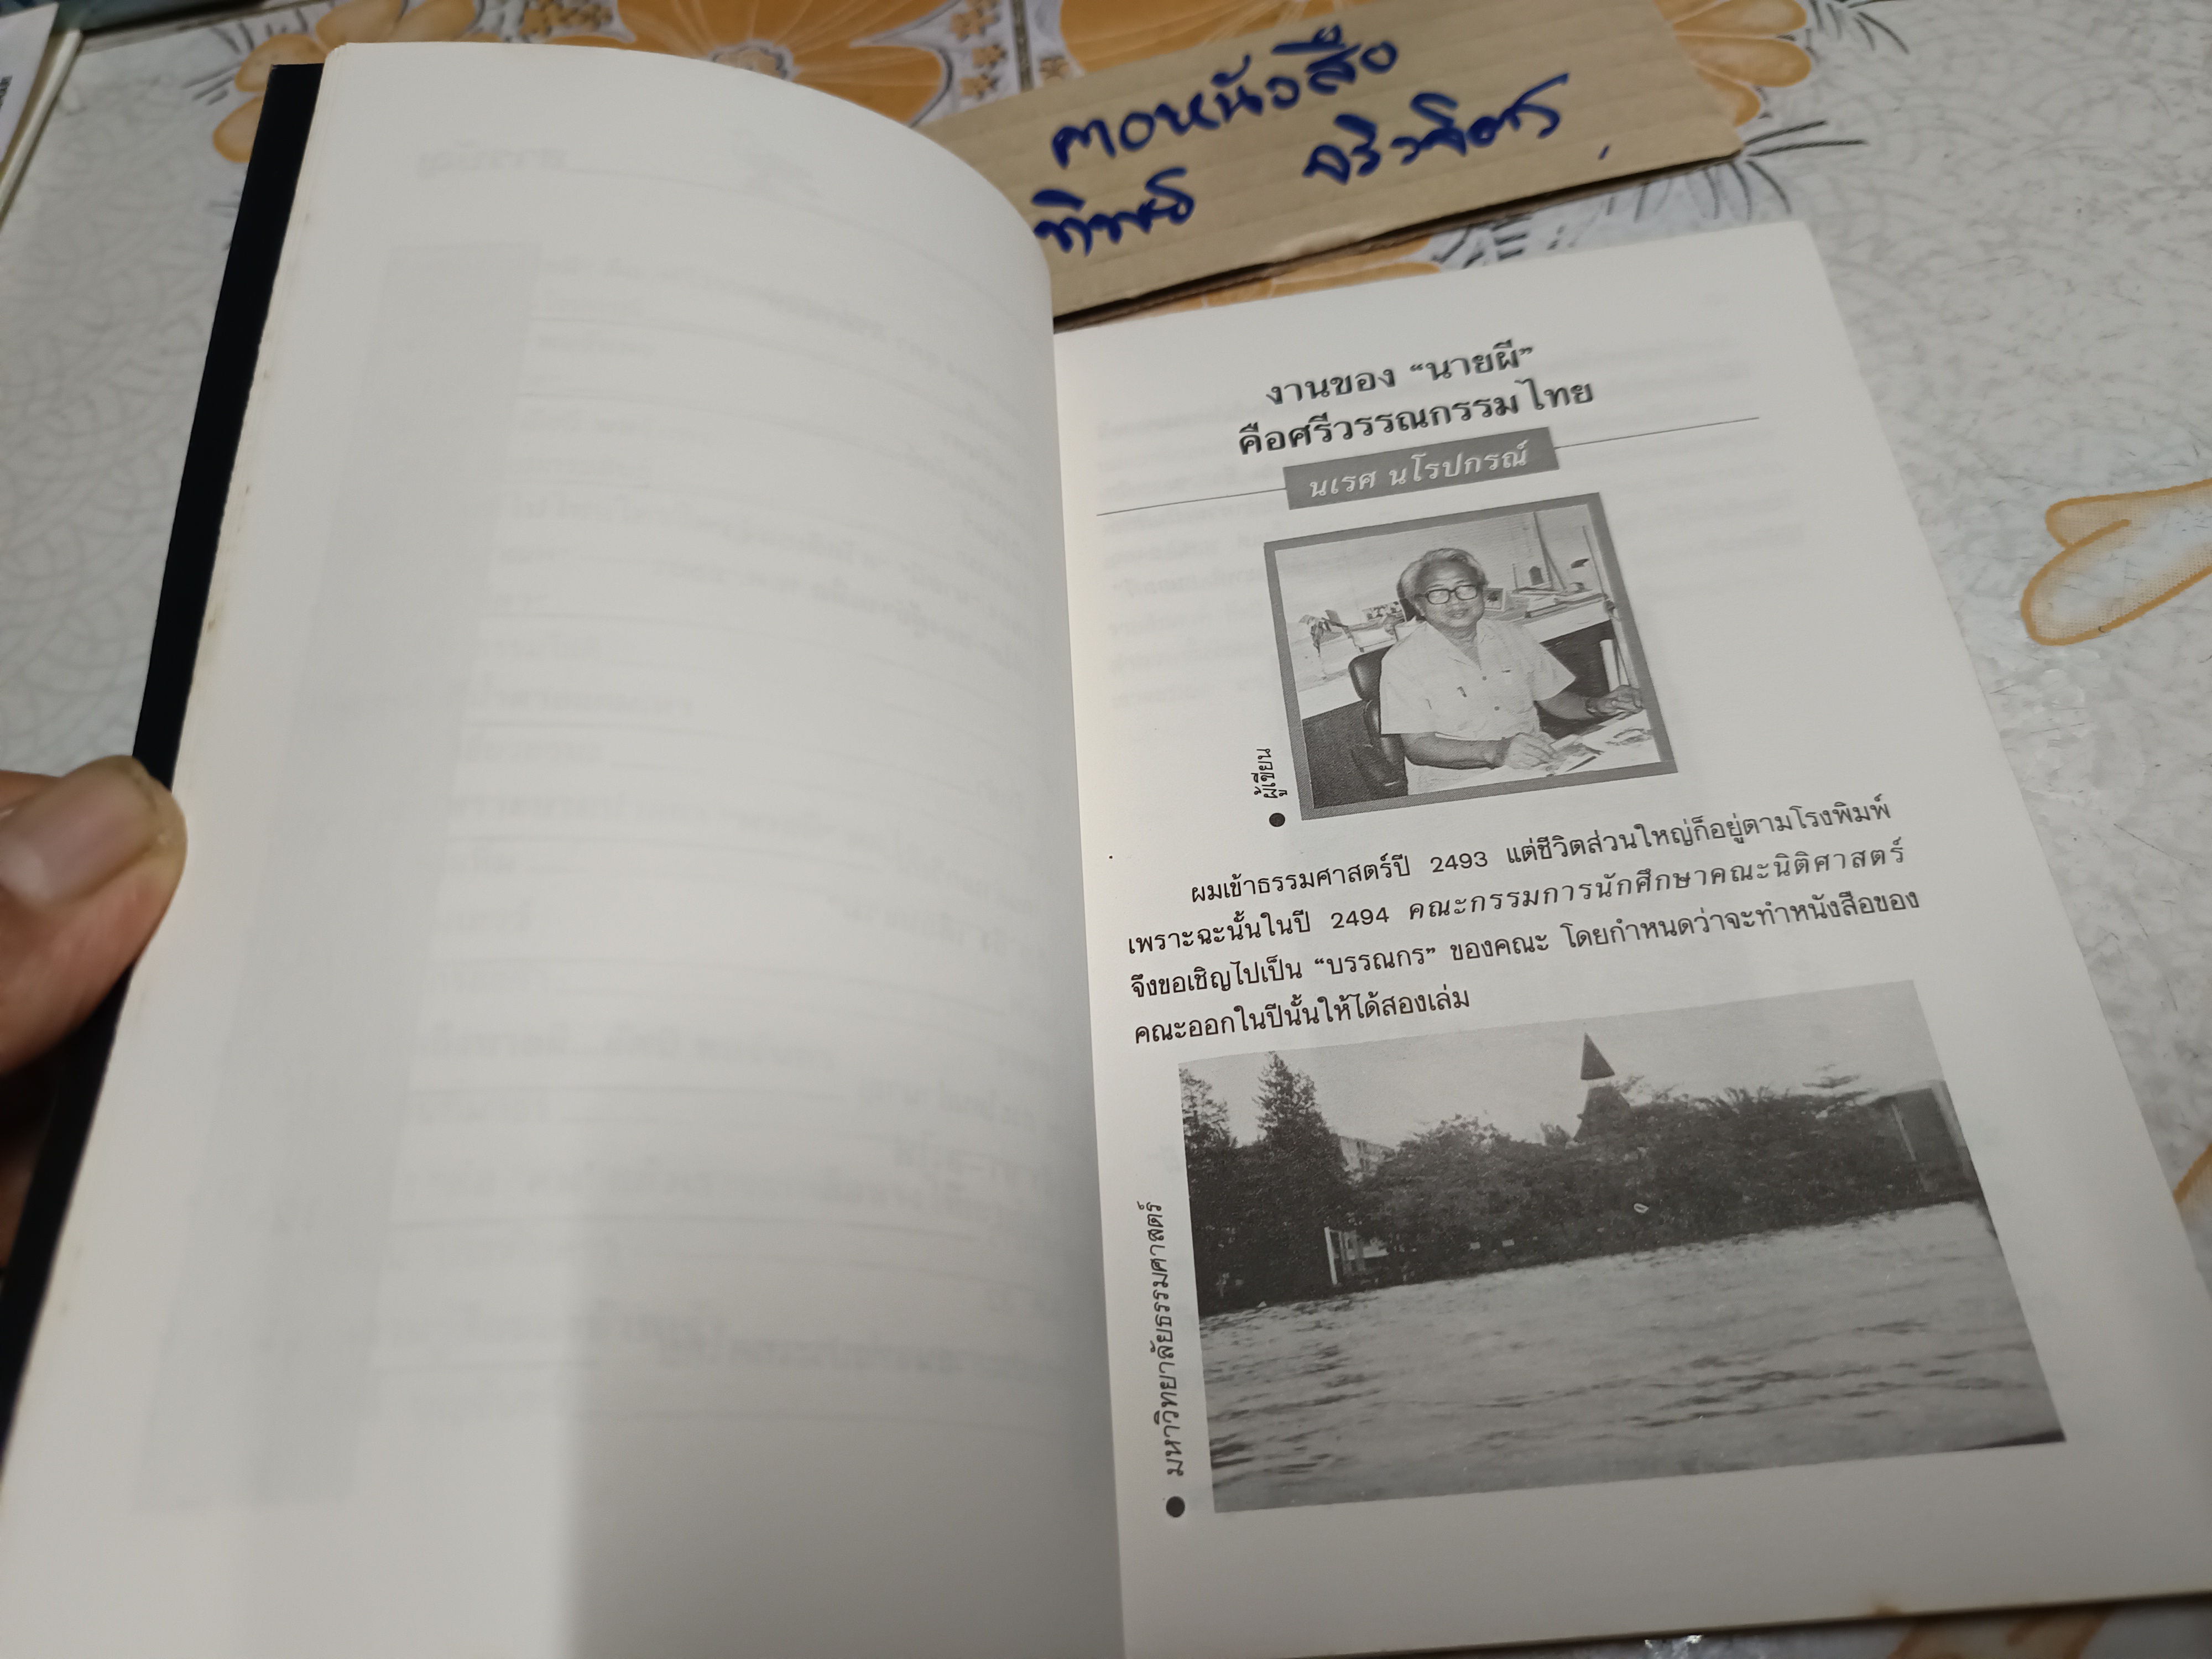 คอหนังสือ
ทิพย์ จริวจิตร
งานของ “นายผี”
คือศรีวรรณกรรมไทย
นเรศ นโรปกรณ์
● ผู้เขียน
ผมเข้าธรรมศาสตร์ปี 2493 แต่ชีวิตส่วนใหญ่ก็อยู่ตามโรงพิมพ์
เพราะฉะนั้นในปี 2494 คณะกรรมการนักศึกษาคณะนิติศาสตร์
จึงขอเชิญไปเป็น “บรรณกร” ของคณะ โดยกำหนดว่าจะทำหนังสือของ
คณะออกในปีนั้นให้ได้สองเล่ม
● มหาวิทยาลัยธรรมศาสตร์